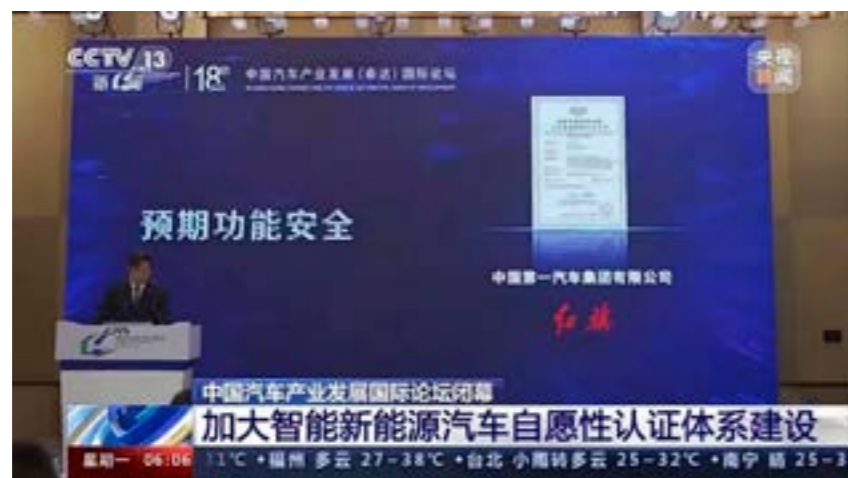 CCTV 13
新闻
央视
新闻
18th 中国汽车产业发展(泰达)国际论坛
预期功能安全
中国第一汽车集团有限公司
红旗
中国汽车产业发展国际论坛闭幕
加大智能新能源汽车自愿性认证体系建设
星期一 06:06 1℃ •福州 多云 27-38℃ •台北 小雨转多云 25-32℃ •南宁 晴 25-3